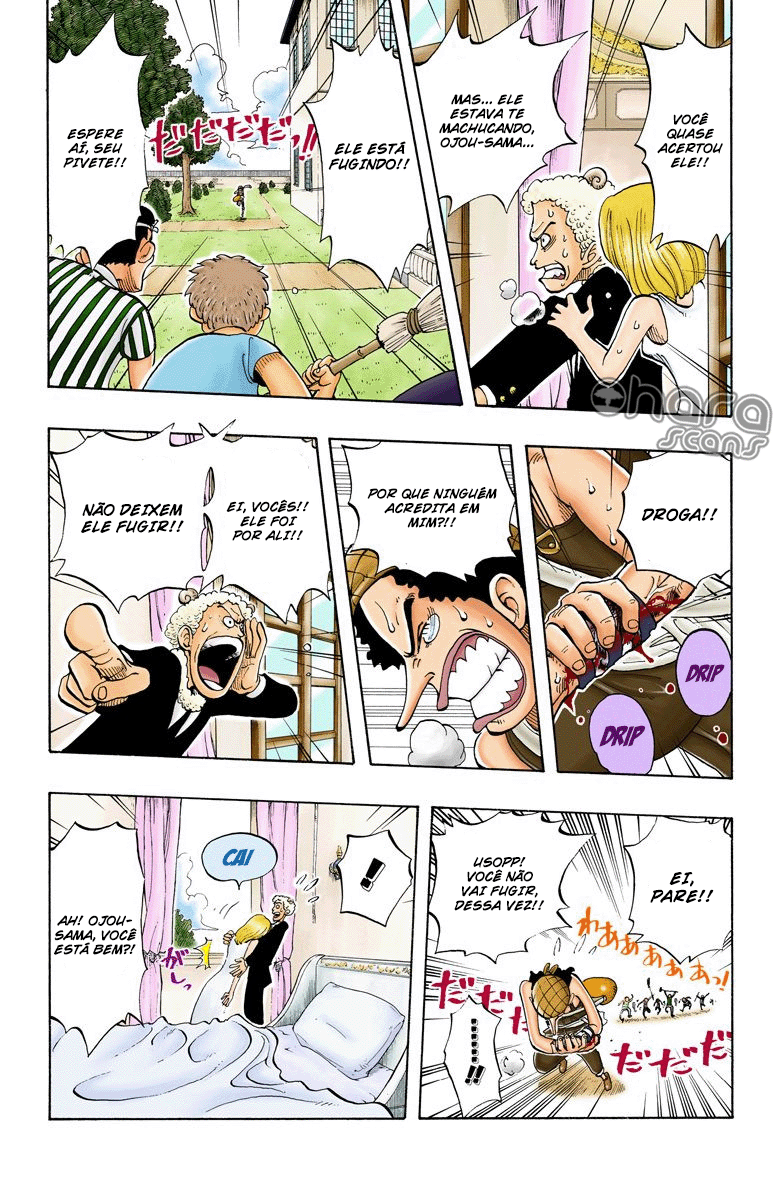 VOCÊ
QUASE
ACERTOU
ELE!!
MAS... ELE
ESTAVA TE
MACHUCANDO,
OJOU-SAMA...
ELE ESTÁ
FUGINDO!!
ESPERE
AÍ, SEU
PIVETE!!
だだだだっ!!
Ohara
scans
DROGA!!
DRIP
DRIP
POR QUE NINGUÉM
ACREDITA EM
MIM?!!
EI, VOCÊS!!
ELE FOI
POR ALI!!
NÃO DEIXEM
ELE FUGIR!!
EI,
PARE!!
USOPP!
VOCÊ NÃO
VAI FUGIR,
DESSA VEZ!!
わああああぁっ!
だだだ
だだだ
........!!
!
CAI
AH! OJOU-
SAMA, VOCÊ
ESTÁ BEM?!
がしっ